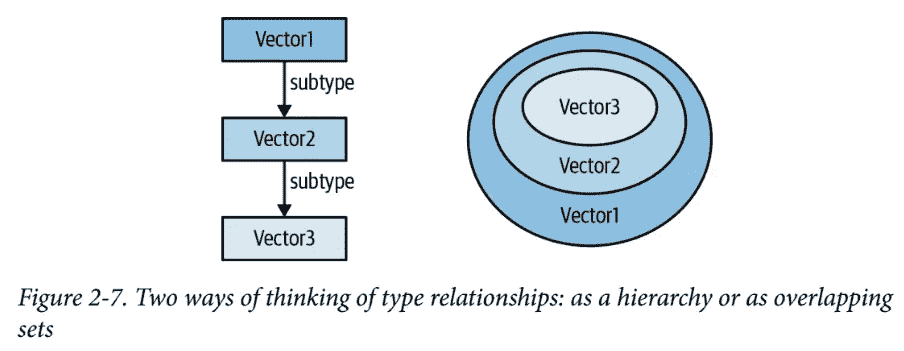 Vector1
subtype
Vector2
subtype
Vector3
Vector3
Vector2
Vector1
Figure 2-7. Two ways of thinking of type relationships: as a hierarchy or as overlapping
sets